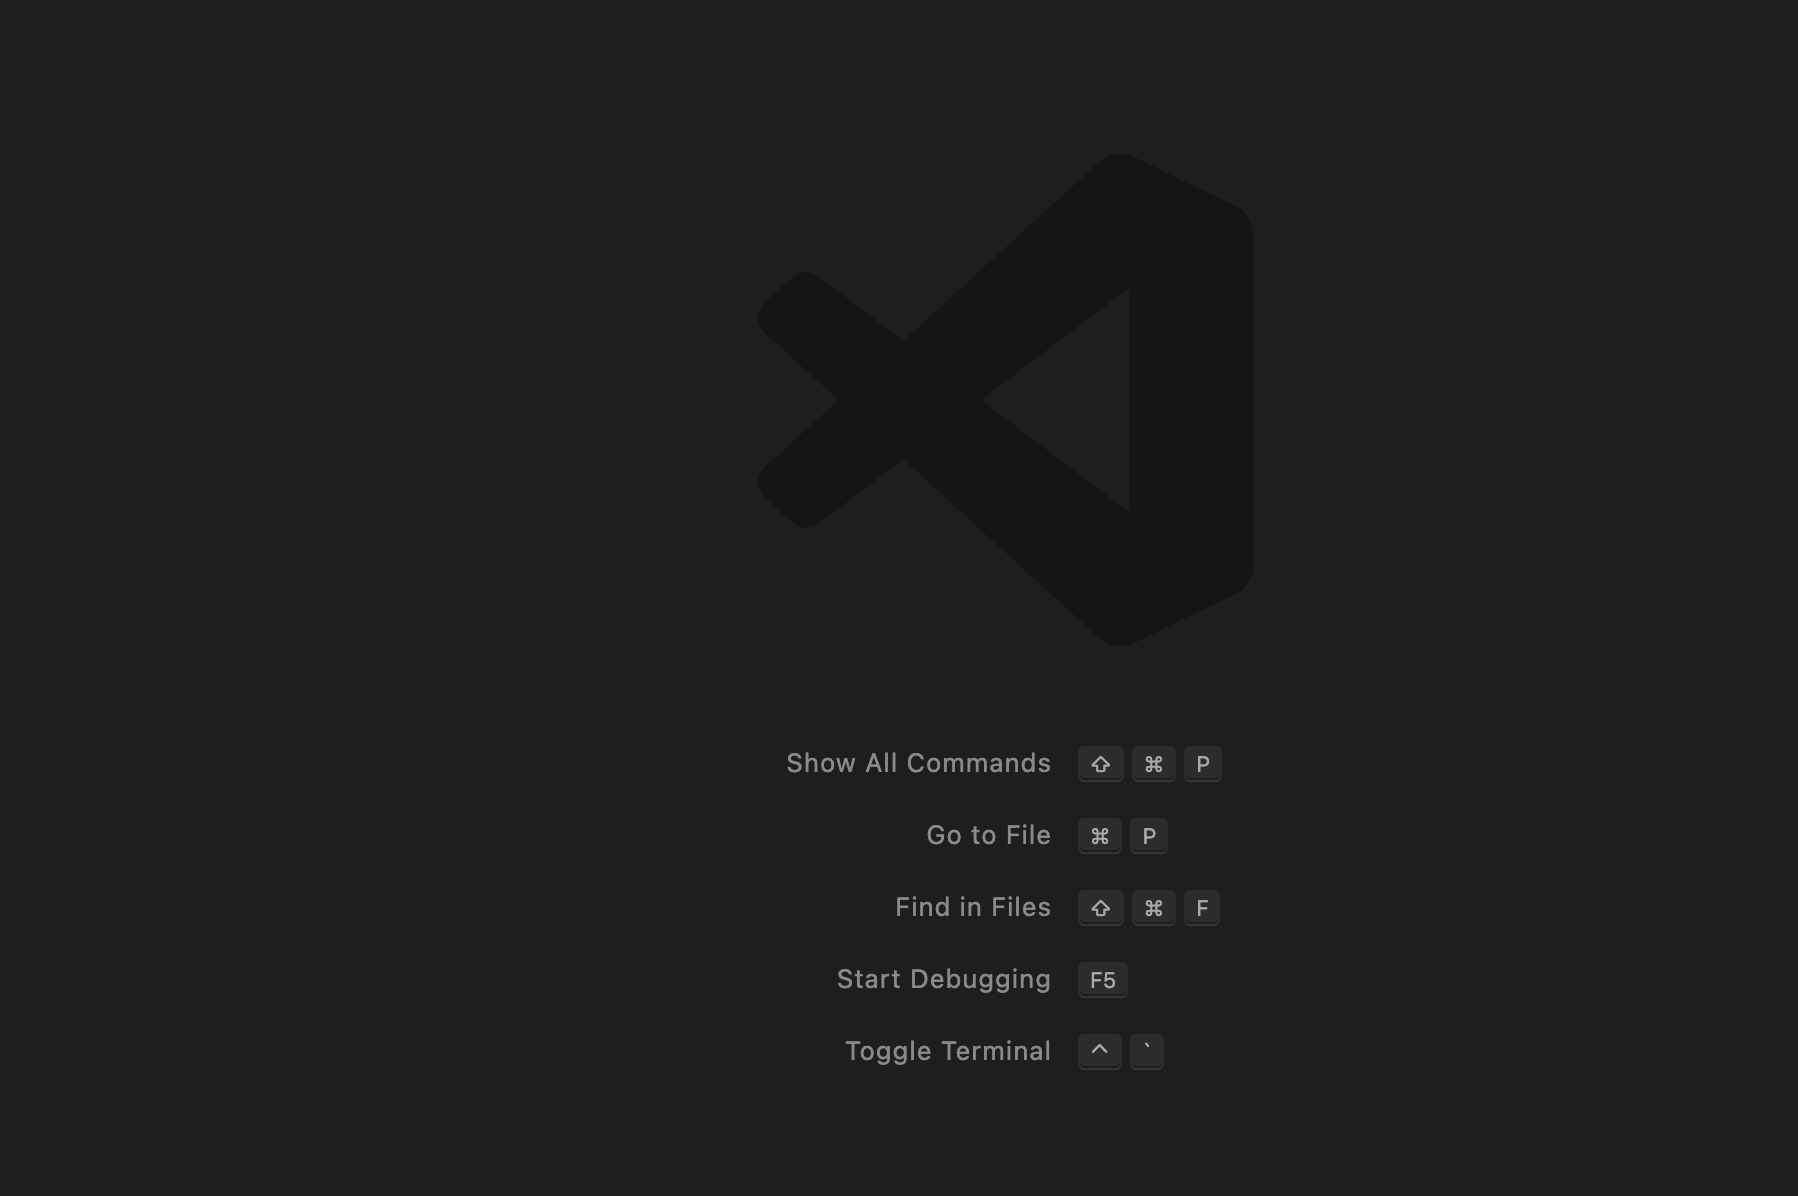 Show All Commands ⇧ ⌘ P
Go to File ⌘ P
Find in Files ⇧ ⌘ F
Start Debugging F5
Toggle Terminal ^ `